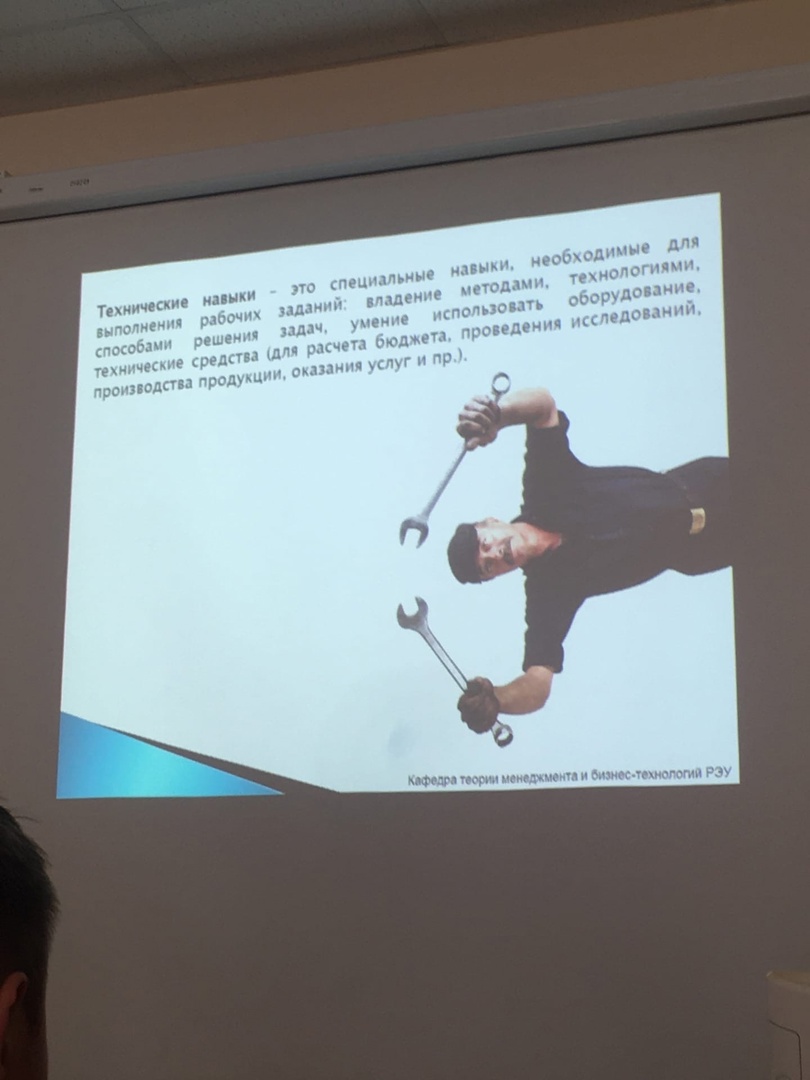 Технические навыки – это специальные навыки, необходимые для
выполнения рабочих заданий: владение методами, технологиями,
способами решения задач, умение использовать оборудование,
технические средства (для расчета бюджета, проведения исследований,
производства продукции, оказания услуг и пр.).
Кафедра теории менеджмента и бизнес-технологий РЭУ